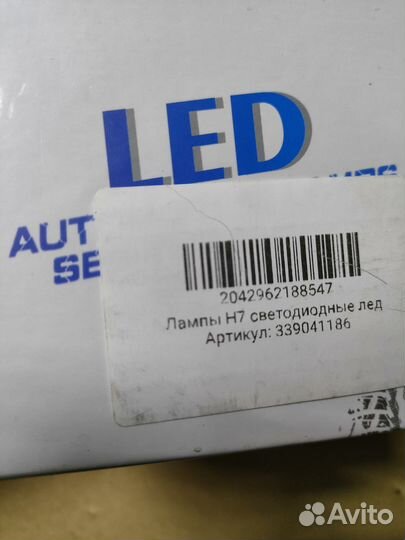 LED
AUT
SE
2042962188547
Лампы H7 светодиодные лед
Артикул: 339041186
Avito